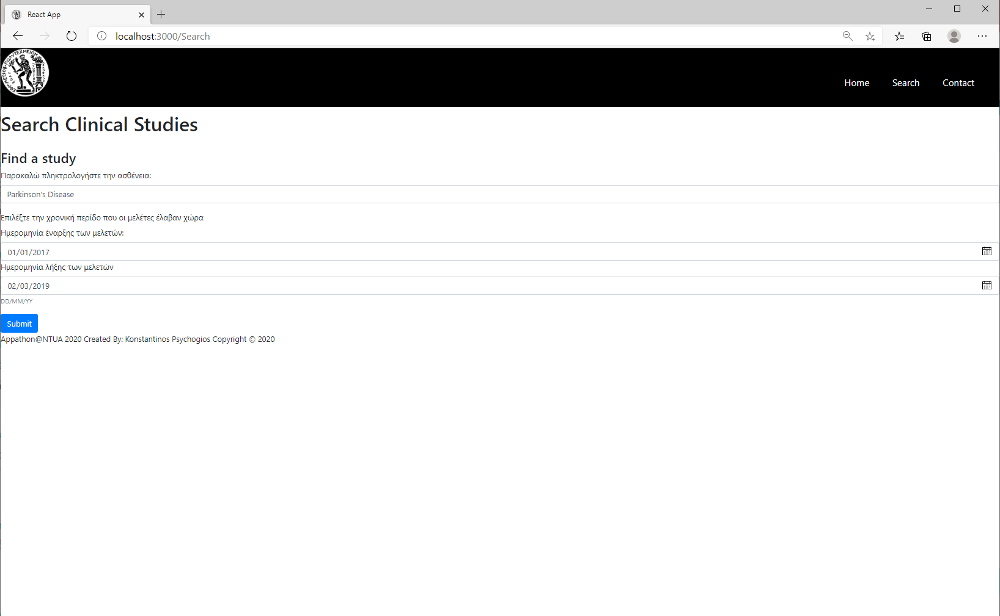 React App
localhost:3000/Search
Home Search Contact
Search Clinical Studies
Find a study
Παρακαλώ πληκτρολογήστε την ασθένεια:
Parkinson's Disease
Επιλέξτε την χρονική περίδο που οι μελέτες έλαβαν χώρα
Ημερομηνία έναρξης των μελετών:
01/01/2017
Ημερομηνία λήξης των μελετών
02/03/2019
DD/MM/YY
Submit
Appathon@NTUA 2020 Created By: Konstantinos Psychogios Copyright © 2020